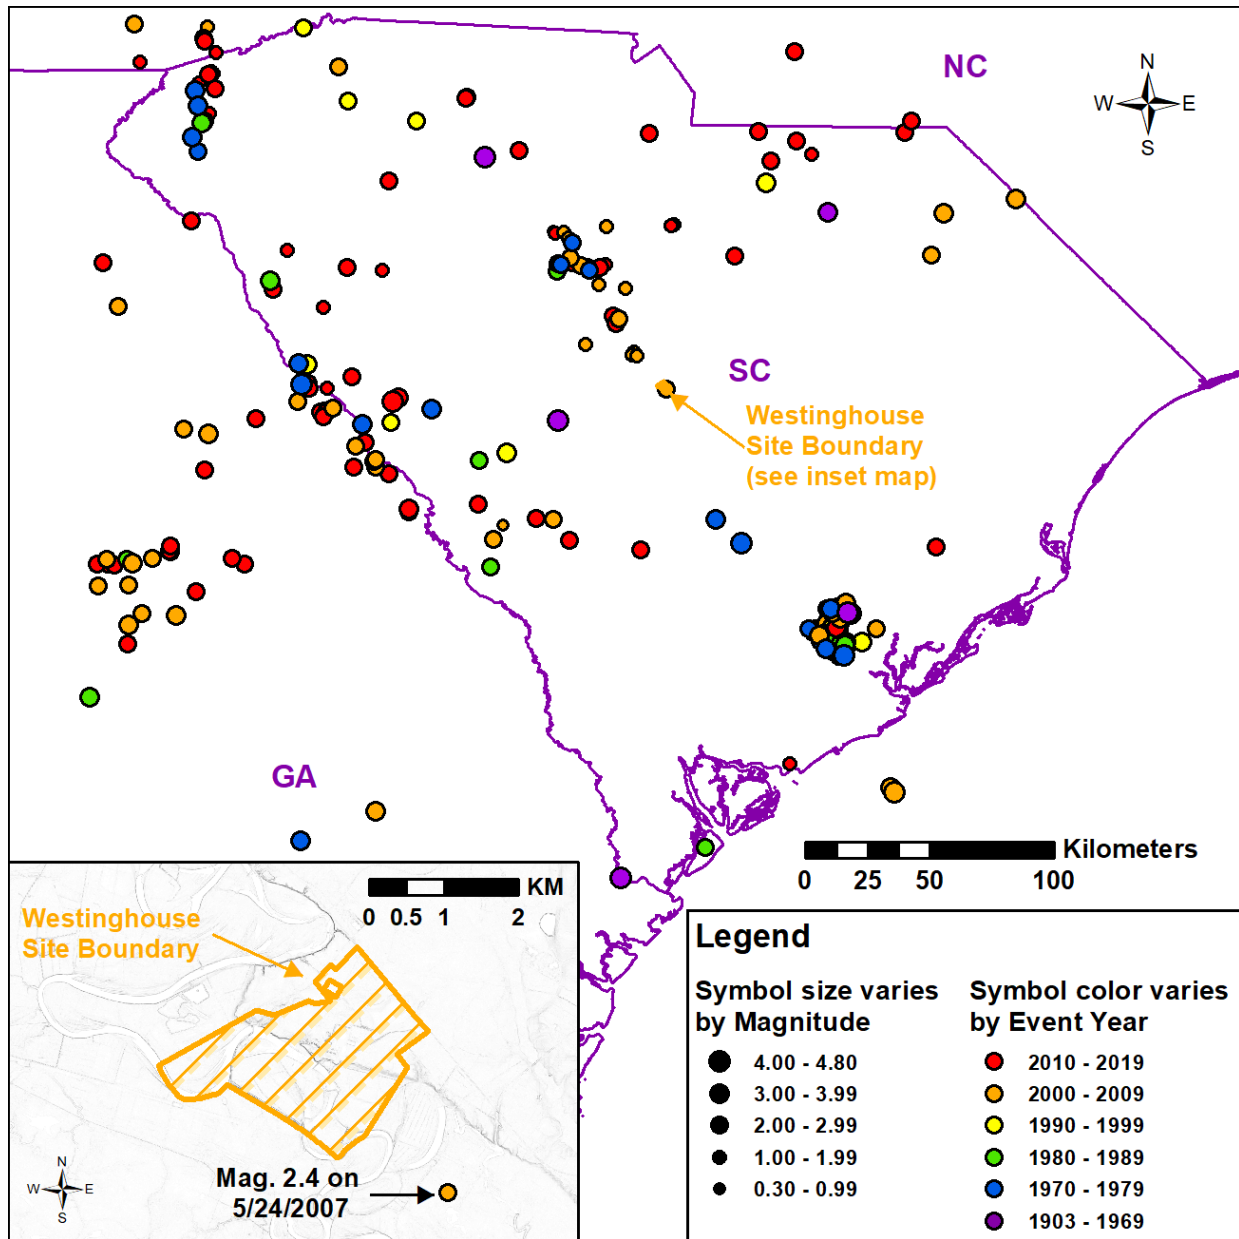 NC
N
W E
S
SC
Westinghouse
Site Boundary
(see inset map)
GA
Kilometers
0 25 50 100
KM
0 0.5 1 2
Westinghouse
Site Boundary
N
W E
S
Mag. 2.4 on
5/24/2007
Legend
Symbol size varies
by Magnitude
4.00 - 4.80
3.00 - 3.99
2.00 - 2.99
1.00 - 1.99
0.30 - 0.99
Symbol color varies
by Event Year
2010 - 2019
2000 - 2009
1990 - 1999
1980 - 1989
1970 - 1979
1903 - 1969